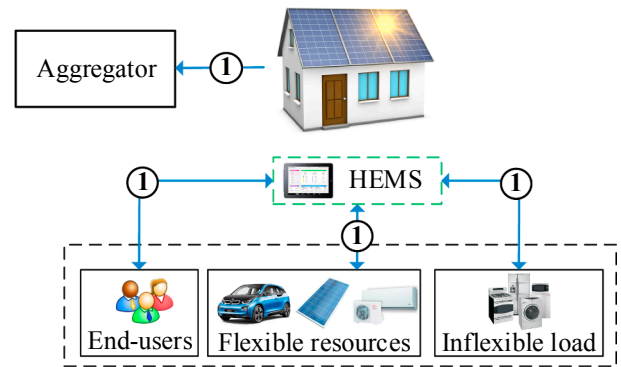 Aggregator
1
HEMS
1
1
1
End-users
Flexible resources
Inflexible load